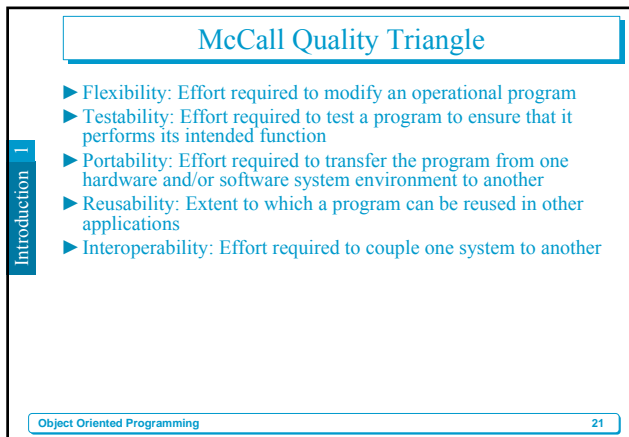 McCall Quality Triangle
►Flexibility: Effort required to modify an operational program
►Testability: Effort required to test a program to ensure that it
performs its intended function
►Portability: Effort required to transfer the program from one
hardware and/or software system environment to another
►Reusability: Extent to which a program can be reused in other
applications
►Interoperability: Effort required to couple one system to another
Introduction 1
Object Oriented Programming 21